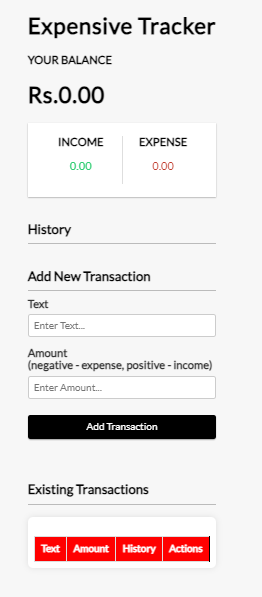 Expensive Tracker
YOUR BALANCE
Rs.0.00
INCOME EXPENSE
0.00 0.00
History
Add New Transaction
Text
Enter Text...
Amount
(negative - expense, positive - income)
Enter Amount...
Add Transaction
Existing Transactions
Text Amount History Actions